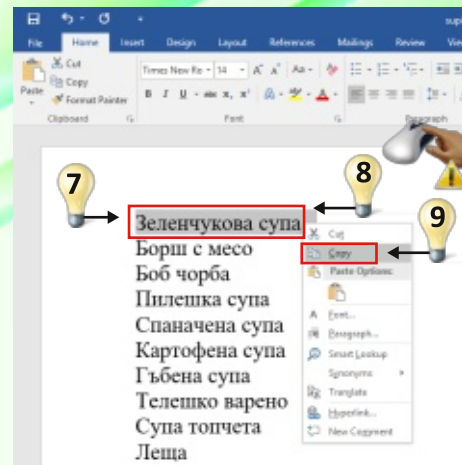 File Home Insert Design Layout References Mailings Review
Cut
Copy
Paste
Format Painter
Times New Ro 14
Clipboard Font Paragraph
7
8
9
Зеленчукова супа
Борш с месо
Боб чорба
Пилешка супа
Спаначена супа
Картофена супа
Гъбена супа
Телешко варено
Супа топчета
Леща
Cut
Copy
Paste Options:
Font...
Paragraph...
Smart Lookup
Synonyms
Translate
Hyperlink...
New Comment